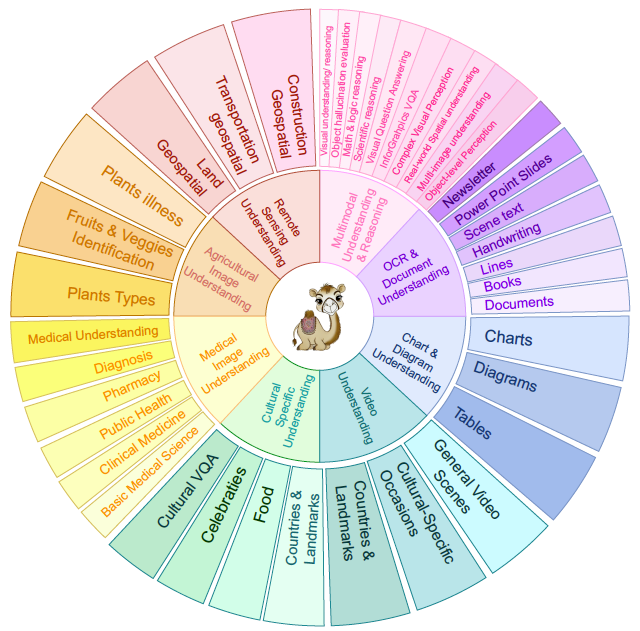 Visual understanding/ reasoning
Object hallucination evaluation
Math & logic reasoning
Scientific reasoning
Visual Question Answering
InforGrahpics VQA
Complex Visual Perception
Real-world Spatial understanding
Multi-image understanding
Object-level Perception
Newsletter
Power Point Slides
Scene text
Handwriting
Lines
Books
Documents
Charts
Diagrams
Tables
General Video
Scenes
Cultural-Specific
Occasions
Countries &
Landmarks
Countries &
Landmarks
Food
Celebraties
Cultural VQA
Basic Medical Science
Clinical Medicine
Public Health
Pharmacy
Diagnosis
Medical Understanding
Plants Types
Fruits & Veggies
Identification
Plants illness
Land
Geospatial
Transportation
geospatial
Construction
Geospatial
Multimodal
Understanding
& Reasoning
OCR &
Document
Understanding
Chart &
Diagram
Understanding
Video
Understanding
Cultural
Specific
Understanding
Medical
Image
Understanding
Agricultural
Image
Understanding
Remote
Sensing
Understanding